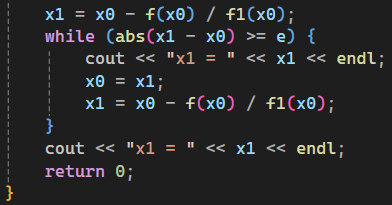 x1 = x0 - f(x0) / f1(x0);
while (abs(x1 - x0) >= e) {
cout << "x1 = " << x1 << endl;
x0 = x1;
x1 = x0 - f(x0) / f1(x0);
}
cout << "x1 = " << x1 << endl;
return 0;
}